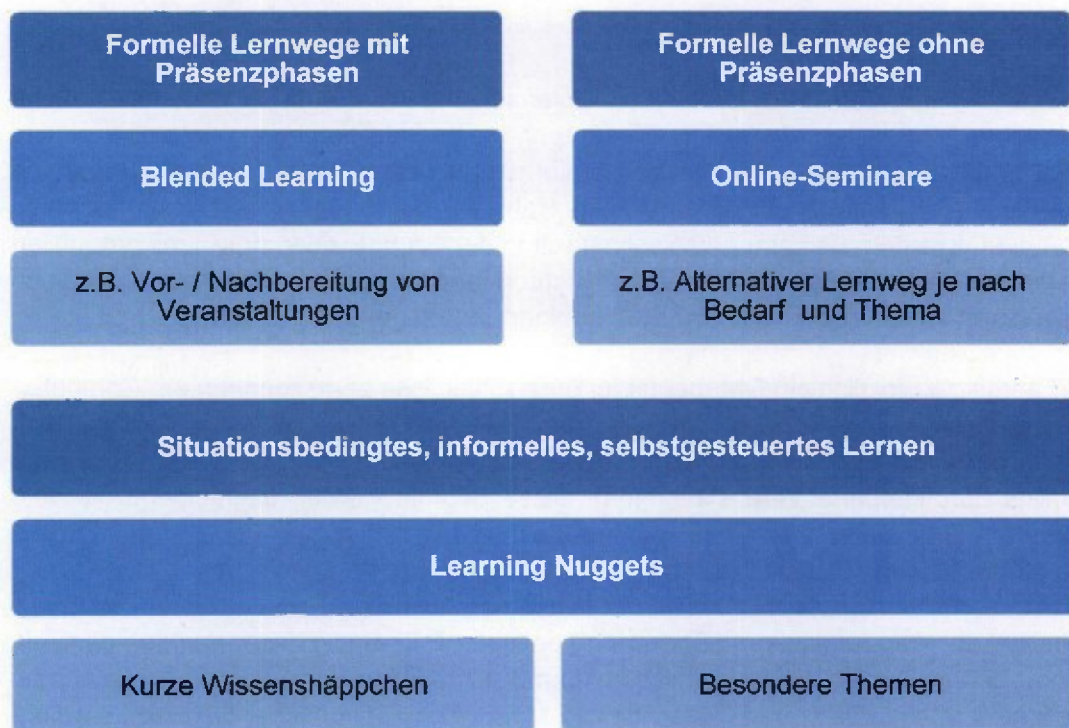 Formelle Lernwege mit
Präsenzphasen
Formelle Lernwege ohne
Präsenzphasen
Blended Learning
Online-Seminare
z.B. Vor- / Nachbereitung von
Veranstaltungen
z.B. Alternativer Lernweg je nach
Bedarf und Thema
Situationsbedingtes, informelles, selbstgesteuertes Lernen
Learning Nuggets
Kurze Wissenshäppchen
Besondere Themen